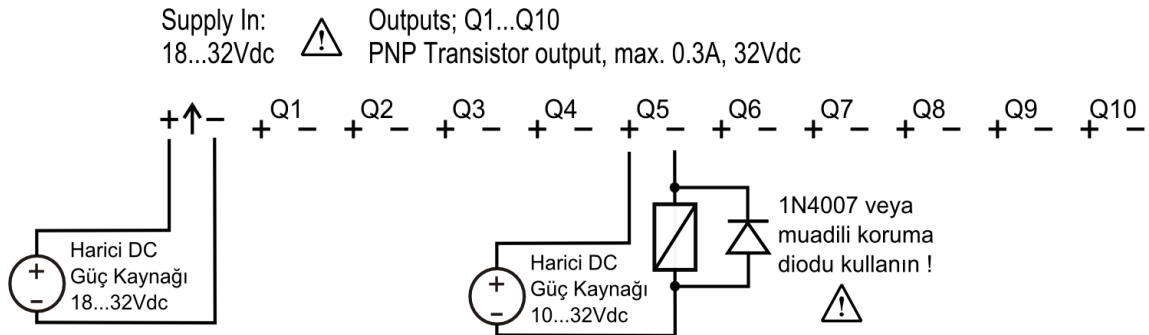 Supply In:
18...32Vdc
Outputs; Q1...Q10
PNP Transistor output, max. 0.3A, 32Vdc
+ ↑ − + Q1 − + Q2 − + Q3 − + Q4 − + Q5 − + Q6 − + Q7 − + Q8 − + Q9 − + Q10 −
+
−
Harici DC
Güç Kaynağı
18...32Vdc
+
−
Harici DC
Güç Kaynağı
10...32Vdc
1N4007 veya
muadili koruma
diodu kullanın !